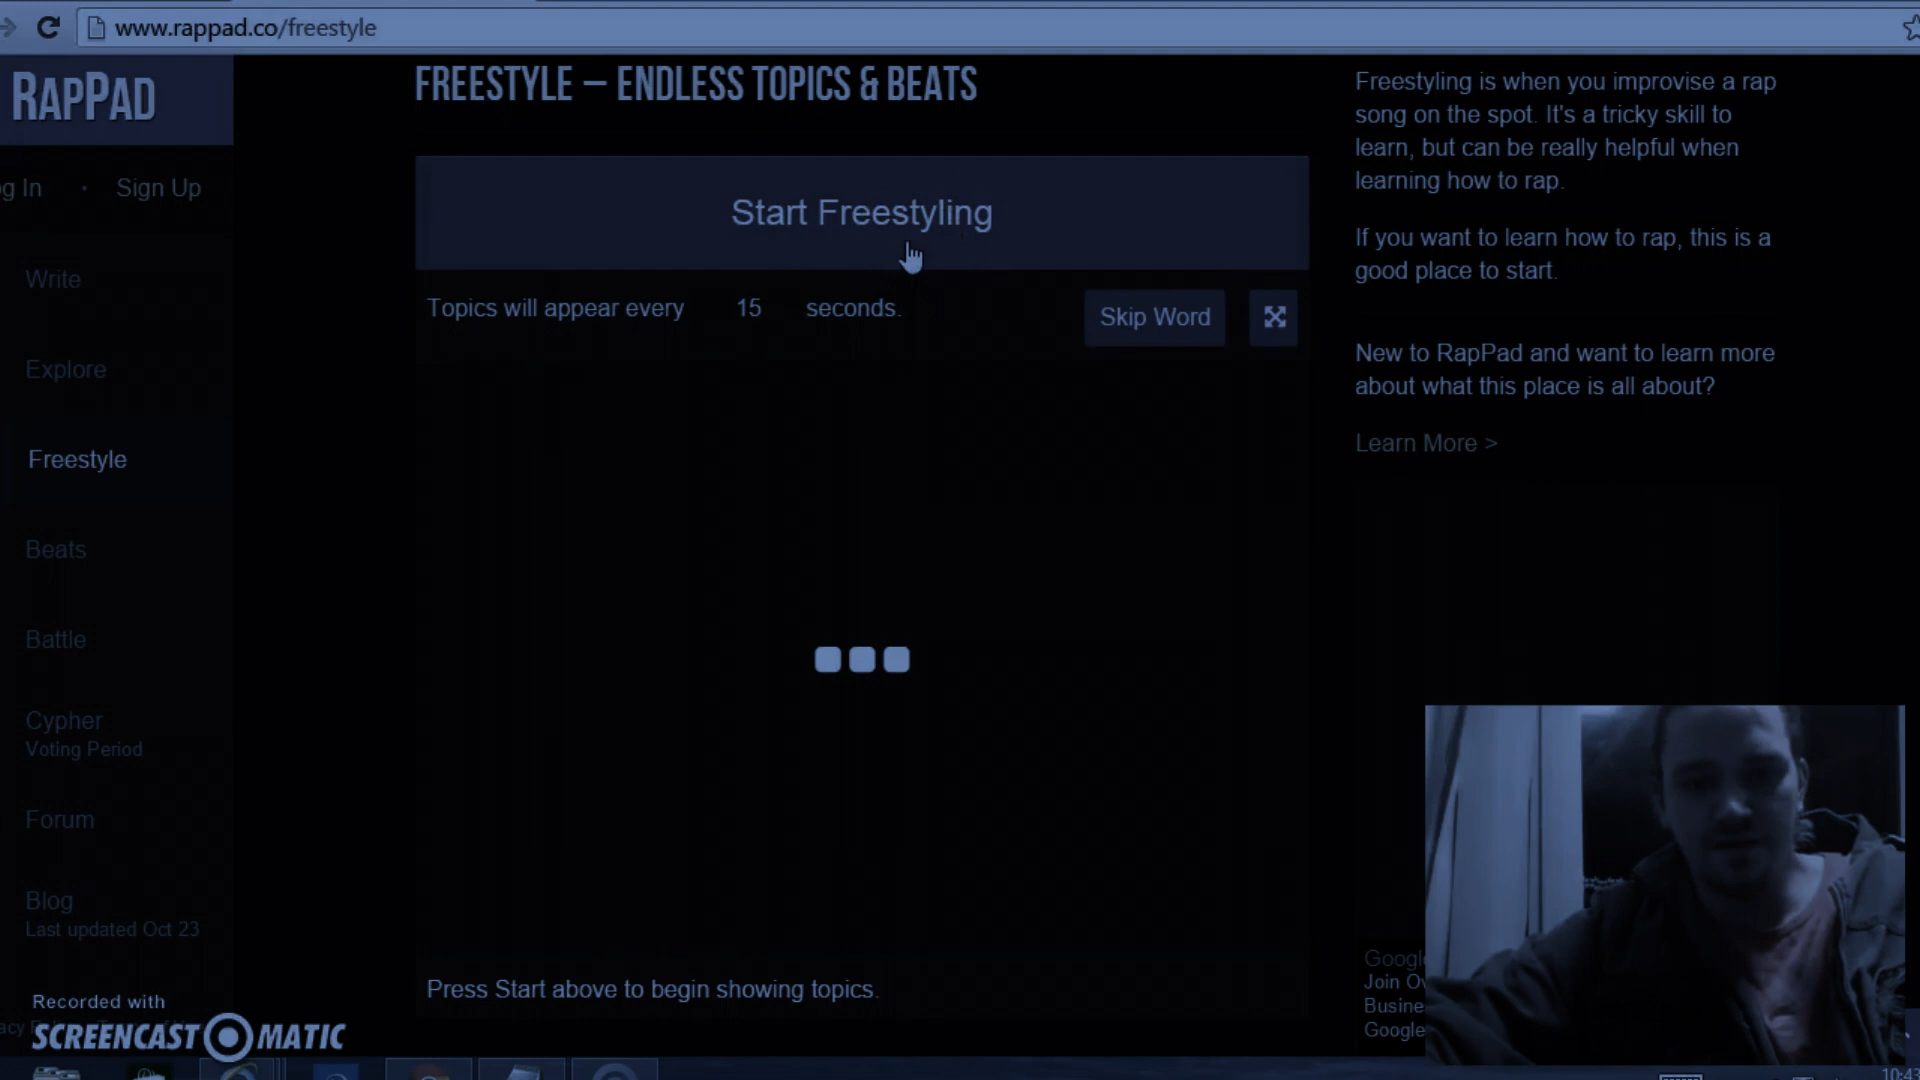 www.rappad.co/freestyle
RAPPAD
FREESTYLE – ENDLESS TOPICS & BEATS
Sign Up
Start Freestyling
Topics will appear every 15 seconds.
Skip Word
Write
Explore
Freestyle
Beats
Battle
Cypher
Voting Period
Forum
Blog
Last updated Oct 23
Press Start above to begin showing topics.
Freestyling is when you improvise a rap
song on the spot. It's a tricky skill to
learn, but can be really helpful when
learning how to rap.
If you want to learn how to rap, this is a
good place to start.
New to RapPad and want to learn more
about what this place is all about?
Learn More >
Join
Google
Recorded with
SCREENCAST MATIC
10:43